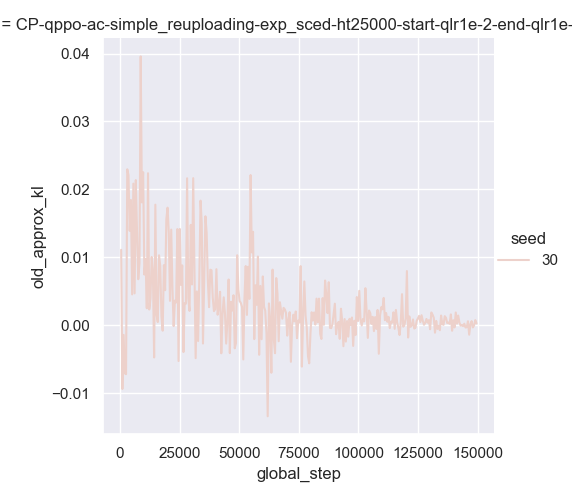 = CP-qppo-ac-simple_reuploading-exp_sced-ht25000-start-qlr1e-2-end-qlr1e-
0.04
0.03
0.02
0.01
0.00
−0.01
old_approx_kl
0 25000 50000 75000 100000 125000 150000
global_step
seed
30